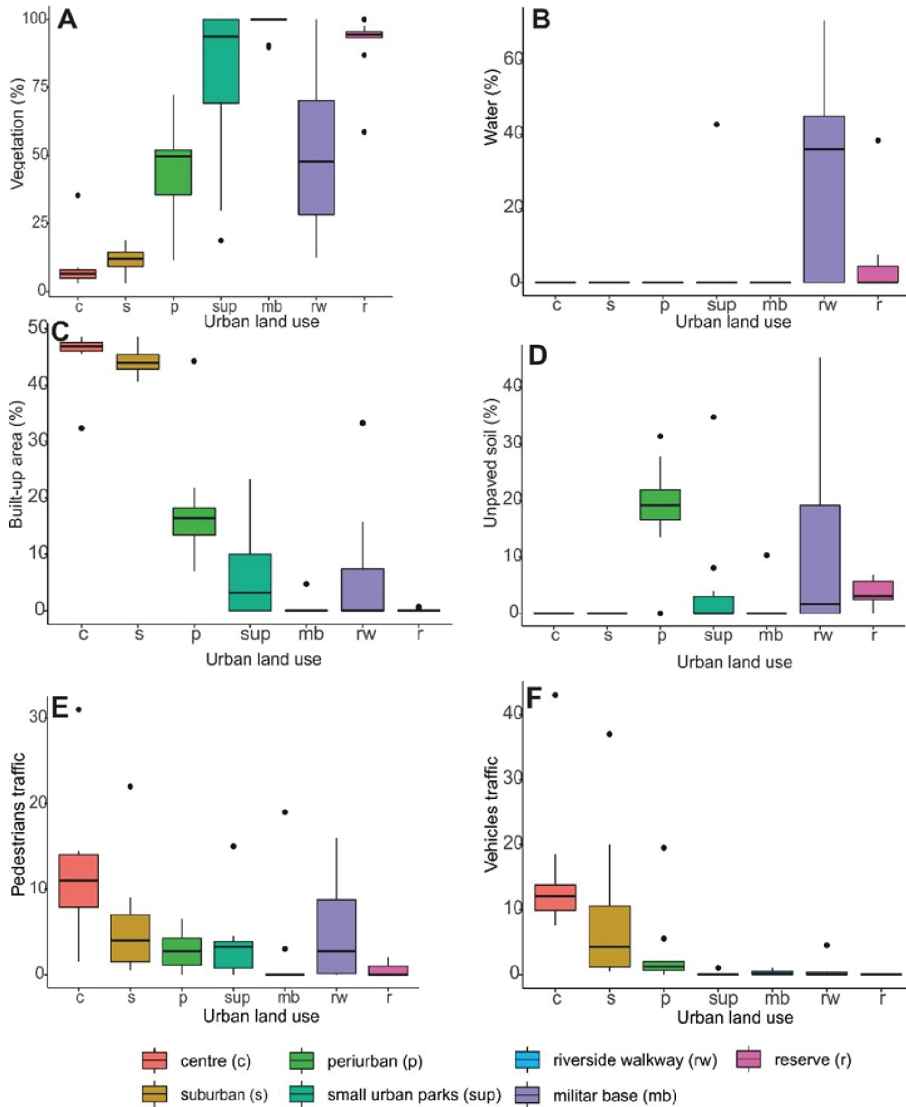 A
Vegetation (%)
100
75
50
25
0
c s p sup mb rw r
Urban land use
B
Water (%)
40
20
0
c s p sup mb rw r
Urban land use
C
Built-up area (%)
50
40
30
20
10
0
c s p sup mb rw r
Urban land use
D
Unpaved soil (%)
40
30
20
10
0
c s p sup mb rw r
Urban land use
E
Pedestrians traffic
30
20
10
0
c s p sup mb rw r
Urban land use
F
Vehicles traffic
40
30
20
10
0
c s p sup mb rw r
Urban land use
centre (c) periurban (p) riverside walkway (rw) reserve (r)
suburban (s) small urban parks (sup) militar base (mb)